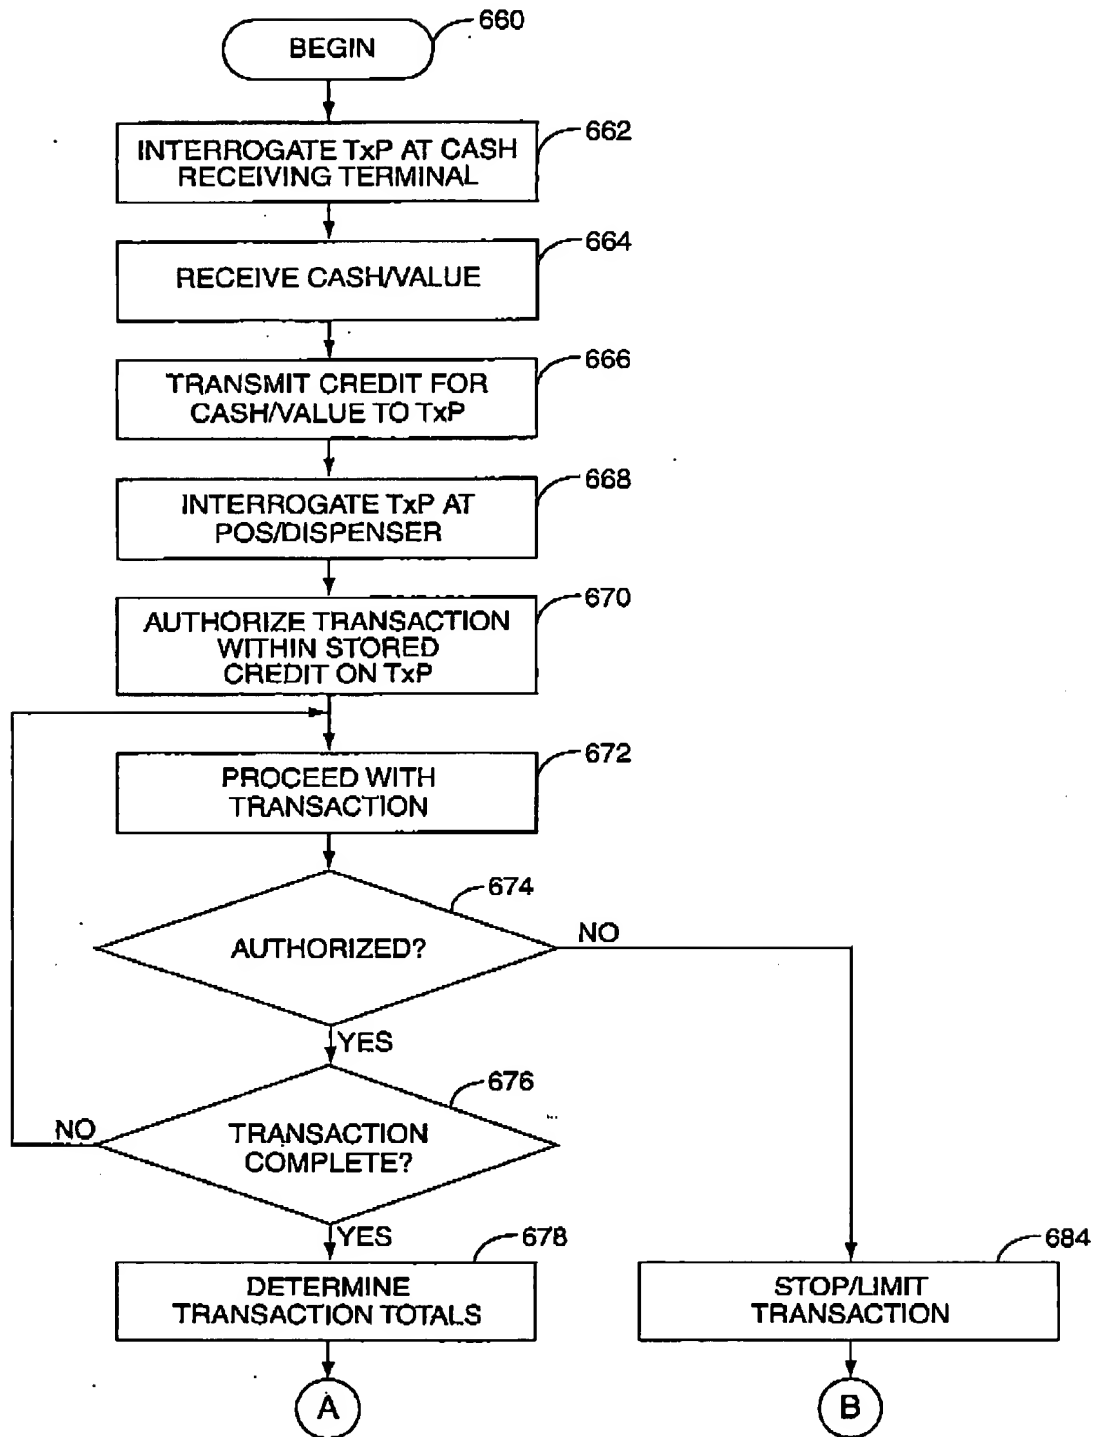 BEGIN
660
INTERROGATE TxP AT CASH
RECEIVING TERMINAL
662
RECEIVE CASH/VALUE
664
TRANSMIT CREDIT FOR
CASH/VALUE TO TxP
666
INTERROGATE TxP AT
POS/DISPENSER
668
AUTHORIZE TRANSACTION
WITHIN STORED
CREDIT ON TxP
670
PROCEED WITH
TRANSACTION
672
AUTHORIZED?
674
NO
YES
TRANSACTION
COMPLETE?
676
NO
YES
DETERMINE
TRANSACTION TOTALS
678
STOP/LIMIT
TRANSACTION
684
A
B